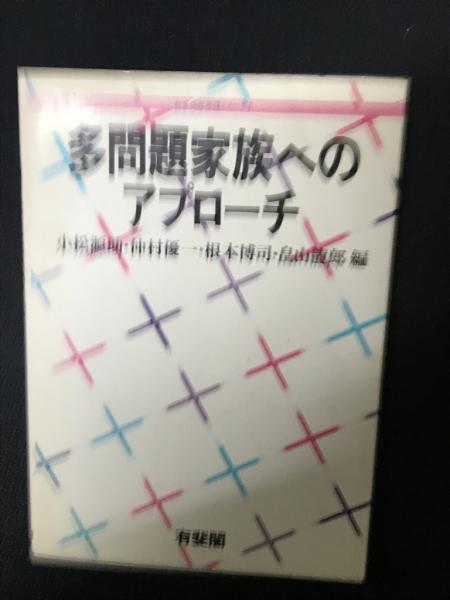 多問題家族への
アプローチ
小松源助・仲村優一・根本博司・畠山龍郎 編
有斐閣